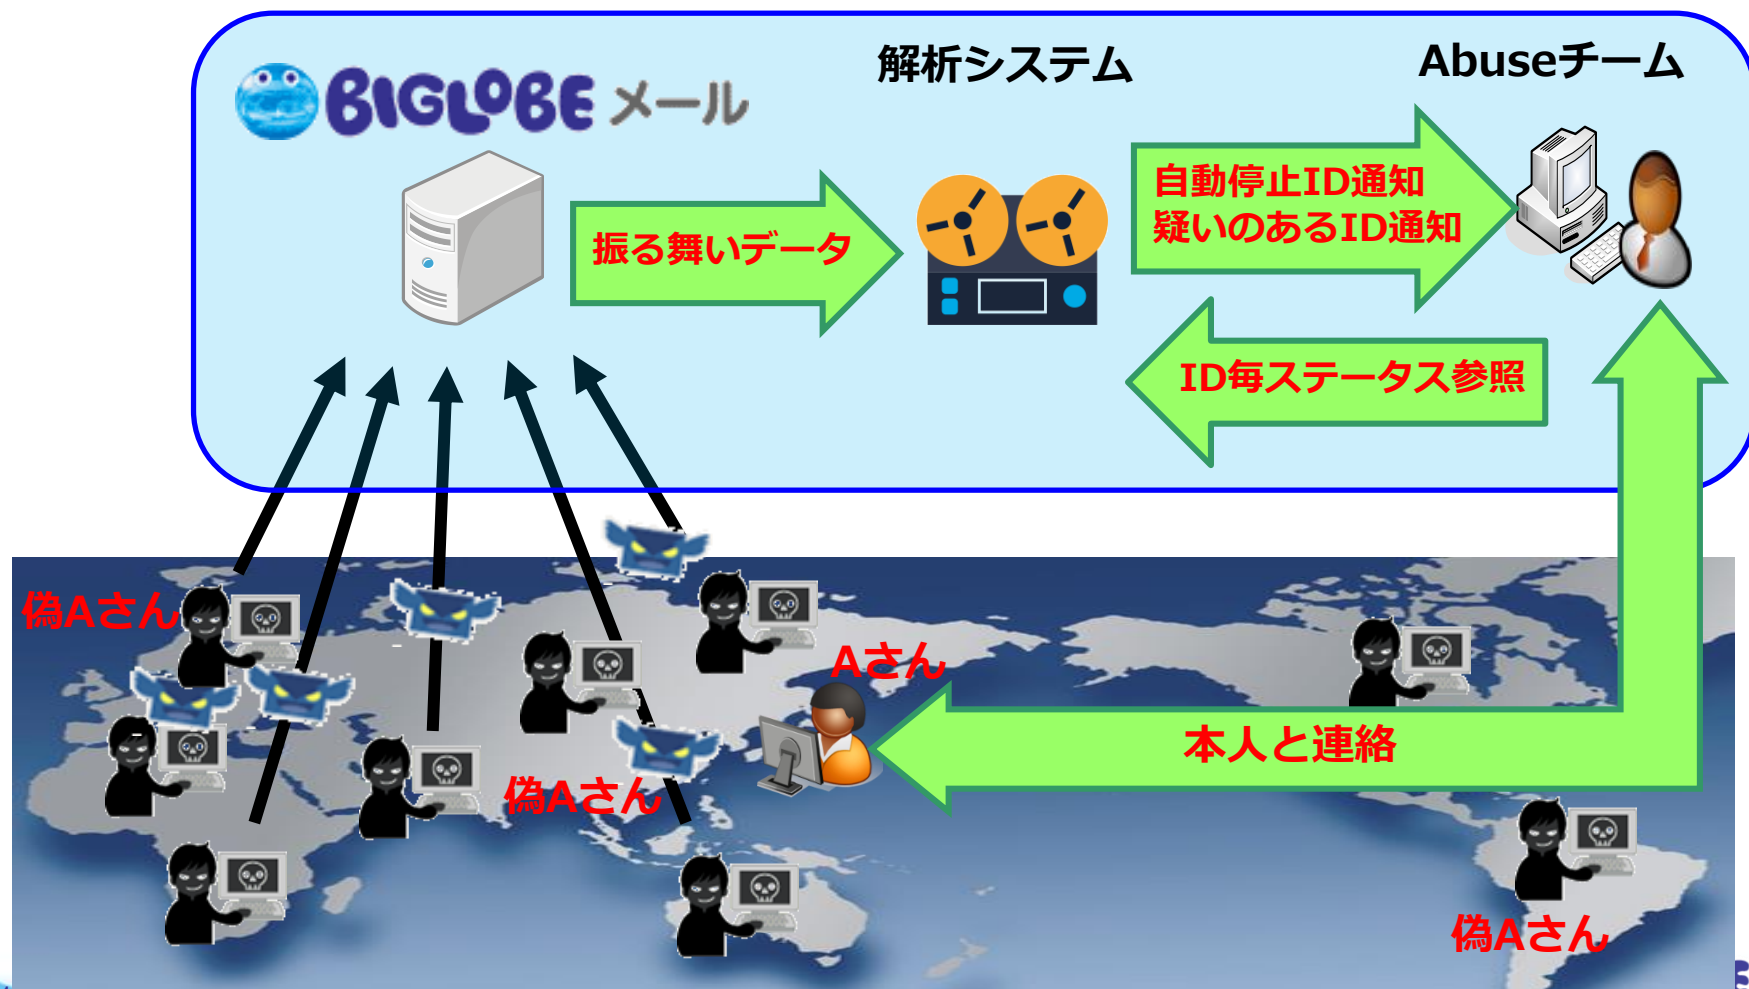 解析システム
Abuseチーム
BIGLOBE メール
自動停止ID通知
疑いのあるID通知
振る舞いデータ
ID毎ステータス参照
偽Aさん
Aさん
本人と連絡
偽Aさん
偽Aさん